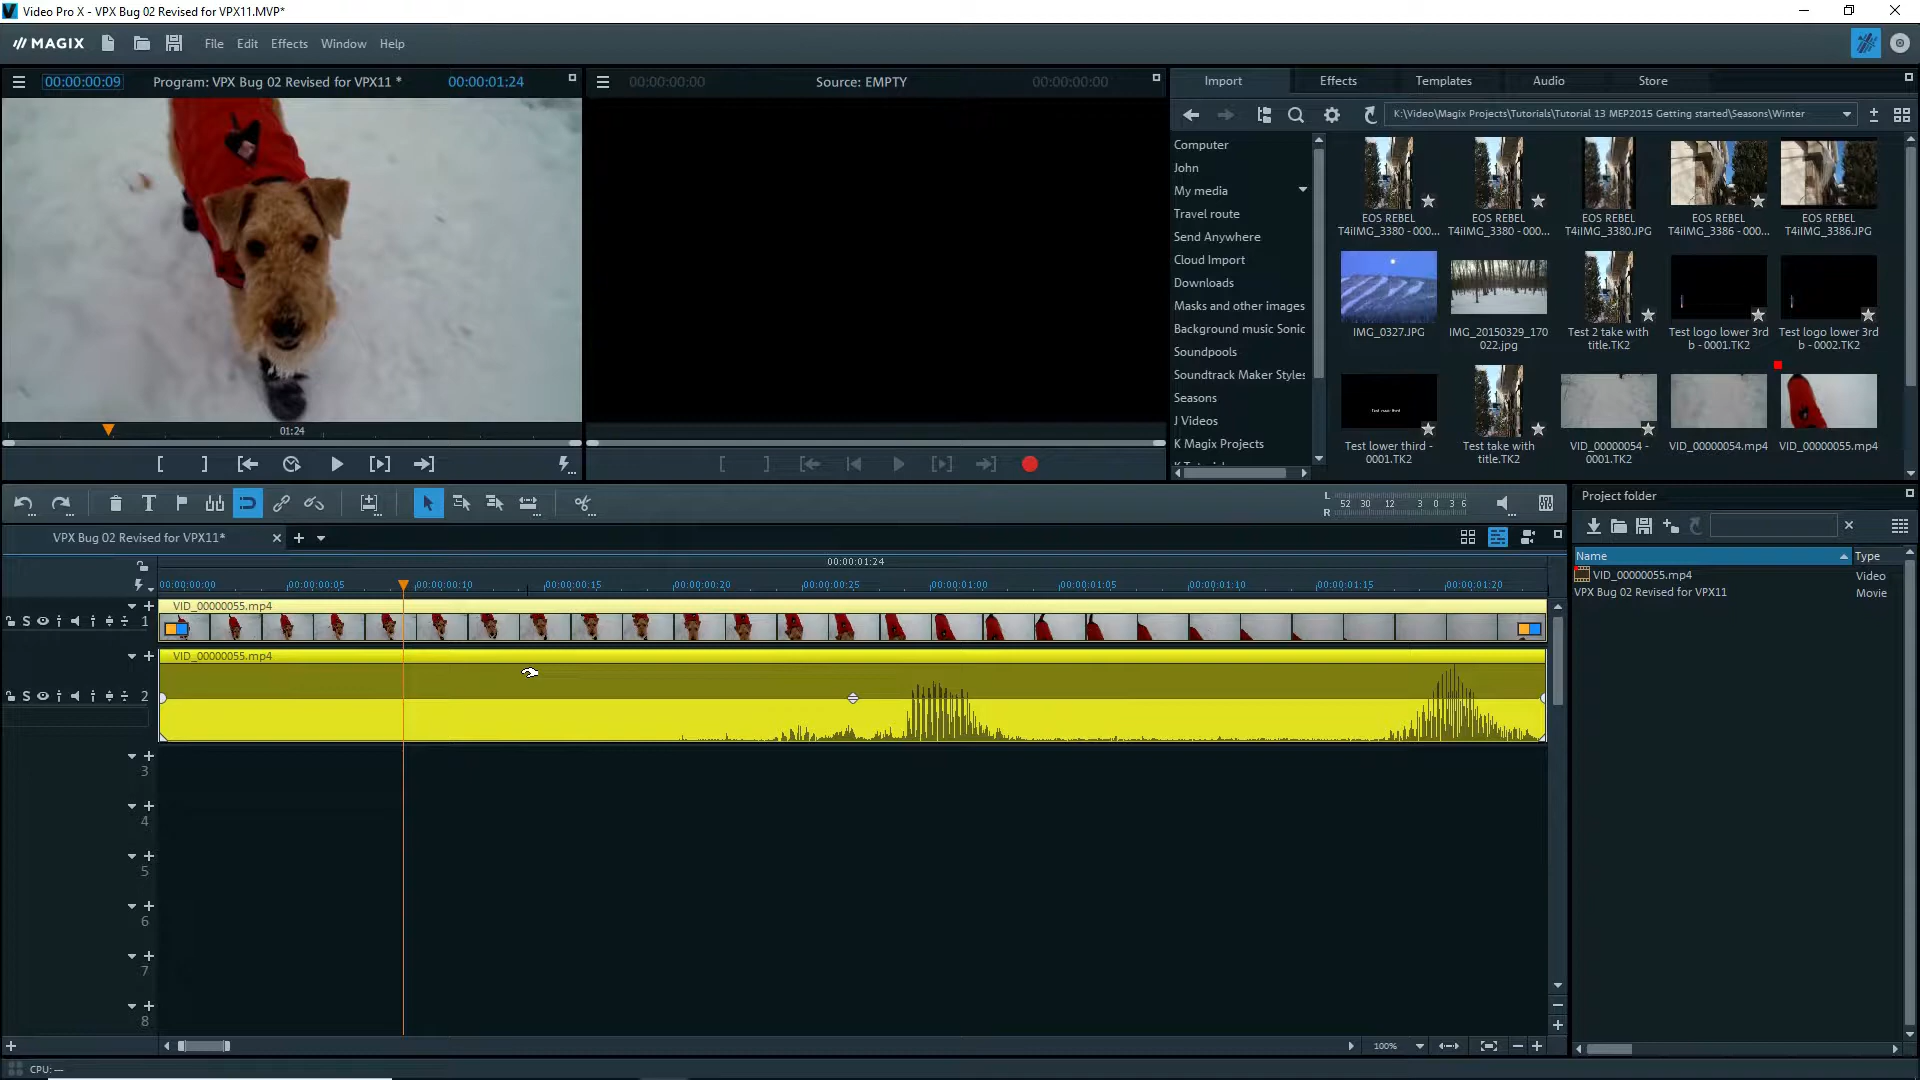 Video Pro X - VPX Bug 02 Revised for VPX11.MVP*
MAGIX
File Edit Effects Window Help
00:00:00:09 Program: VPX Bug 02 Revised for VPX11 * 00:00:01:24
00:00:00:00 Source: EMPTY 00:00:00:00
Import Effects Templates Audio Store
K:\Video\Magix Projects\Tutorials\Tutorial 13 MEP2015 Getting started\Seasons\Winter
Computer
John
My media
Travel route
Send Anywhere
Cloud Import
Downloads
Masks and other images
Background music Sonic
Soundpools
Soundtrack Maker Styles
Seasons
J Videos
K Magix Projects
EOS REBEL T4iIMG_3380 - 000...
EOS REBEL T4iIMG_3380 - 000...
EOS REBEL T4iIMG_3380.JPG
EOS REBEL T4iIMG_3386 - 000...
EOS REBEL T4iIMG_3386.JPG
IMG_0327.JPG
IMG_20150329_170022.jpg
Test 2 take with title.TK2
Test logo lower 3rd b - 0001.TK2
Test logo lower 3rd b - 0002.TK2
Test lower third - 0001.TK2
Test take with title.TK2
VID_00000054 - 0001.TK2
VID_00000054.mp4
VID_00000055.mp4
01:24
L
R
52 30 12 3 0 3 6
VPX Bug 02 Revised for VPX11*
00:00:01:24
00:00:00:00 00:00:00:05 00:00:00:10 00:00:00:15 00:00:00:20 00:00:00:25 00:00:01:00 00:00:01:05 00:00:01:10 00:00:01:15 00:00:01:20
VID_00000055.mp4
S 1
VID_00000055.mp4
S 2
3
4
5
6
7
8
100%
Project folder
Name Type
VID_00000055.mp4 Video
VPX Bug 02 Revised for VPX11 Movie
CPU: —